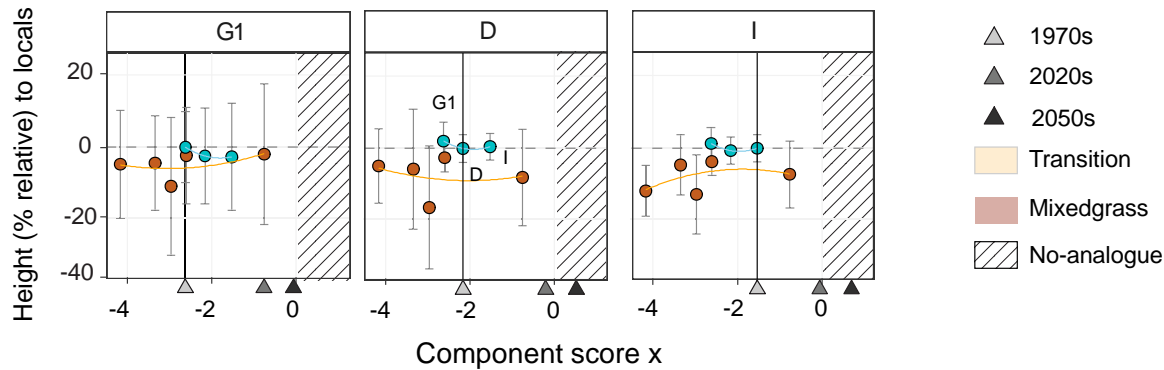 G1
D
I
Height (% relative) to locals
20
0
-20
-40
G1
I
D
-4
-2
0
-4
-2
0
-4
-2
0
Component score x
1970s
2020s
2050s
Transition
Mixedgrass
No-analogue